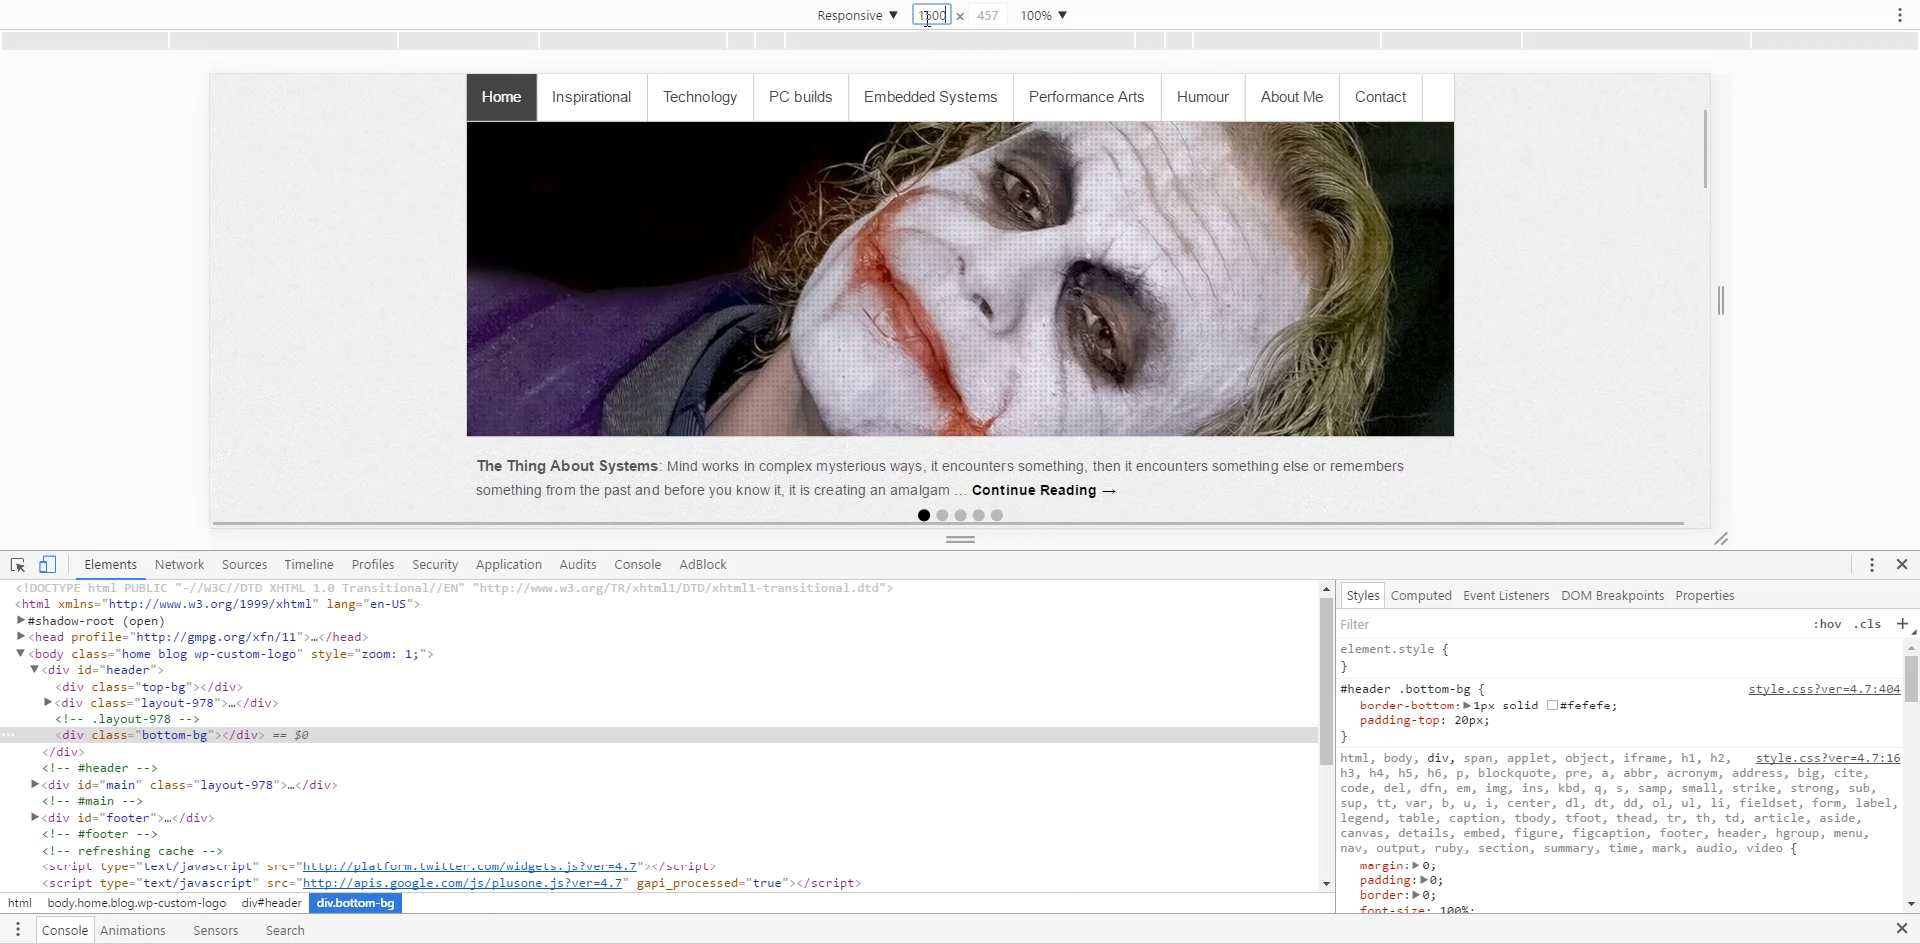 Responsive ▼ 1500 × 457 100% ▼
Home Inspirational Technology PC builds Embedded Systems Performance Arts Humour About Me Contact
The Thing About Systems: Mind works in complex mysterious ways, it encounters something, then it encounters something else or remembers
something from the past and before you know it, it is creating an amalgam … Continue Reading →
Elements Network Sources Timeline Profiles Security Application Audits Console AdBlock
<!DOCTYPE html PUBLIC "-//W3C//DTD XHTML 1.0 Transitional//EN" "http://www.w3.org/TR/xhtml1/DTD/xhtml1-transitional.dtd">
<html xmlns="http://www.w3.org/1999/xhtml" lang="en-US">
▶#shadow-root (open)
▶<head profile="http://gmpg.org/xfn/11">…</head>
▼<body class="home blog wp-custom-logo" style="zoom: 1;">
▼<div id="header">
<div class="top-bg"></div>
▶<div class="layout-978">…</div>
<!-- .layout-978 -->
<div class="bottom-bg"></div> == $0
</div>
<!-- #header -->
▶<div id="main" class="layout-978">…</div>
<!-- #main -->
▶<div id="footer">…</div>
<!-- #footer -->
<!-- refreshing cache -->
<script type="text/javascript" src="http://platform.twitter.com/widgets.js?ver=4.7"></script>
<script type="text/javascript" src="http://apis.google.com/js/plusone.js?ver=4.7" gapi_processed="true"></script>
html body.home.blog.wp-custom-logo div#header div.bottom-bg
Styles Computed Event Listeners DOM Breakpoints Properties
Filter :hov .cls +
element.style {
}
#header .bottom-bg { style.css?ver=4.7:404
border-bottom:▶1px solid #fefefe;
padding-top: 20px;
}
html, body, div, span, applet, object, iframe, h1, h2, style.css?ver=4.7:16
h3, h4, h5, h6, p, blockquote, pre, a, abbr, acronym, address, big, cite,
code, del, dfn, em, img, ins, kbd, q, s, samp, small, strike, strong, sub,
sup, tt, var, b, u, i, center, dl, dt, dd, ol, ul, li, fieldset, form, label,
legend, table, caption, tbody, tfoot, thead, tr, th, td, article, aside,
canvas, details, embed, figure, figcaption, footer, header, hgroup, menu,
nav, output, ruby, section, summary, time, mark, audio, video {
margin:▶0;
padding:▶0;
border:▶0;
font-size: 100%;
Console Animations Sensors Search